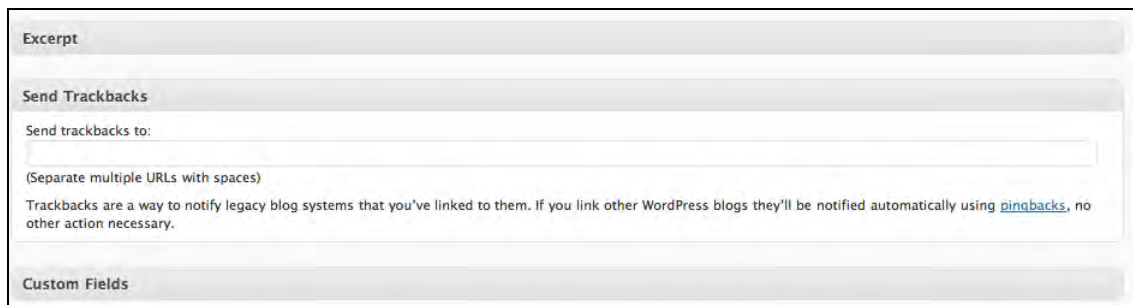 Excerpt
Send Trackbacks
Send trackbacks to:
(Separate multiple URLs with spaces)
Trackbacks are a way to notify legacy blog systems that you've linked to them. If you link other WordPress blogs they'll be notified automatically using pingbacks, no
other action necessary.
Custom Fields